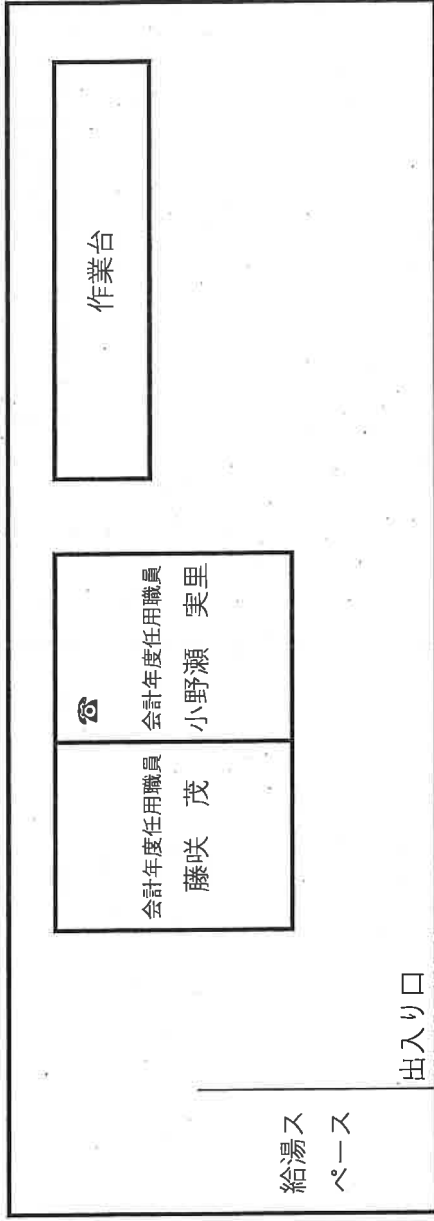 作業台
☎
会計年度任用職員
小野瀬　実里
会計年度任用職員
藤咲　茂
給湯ス
ペース
出入り口